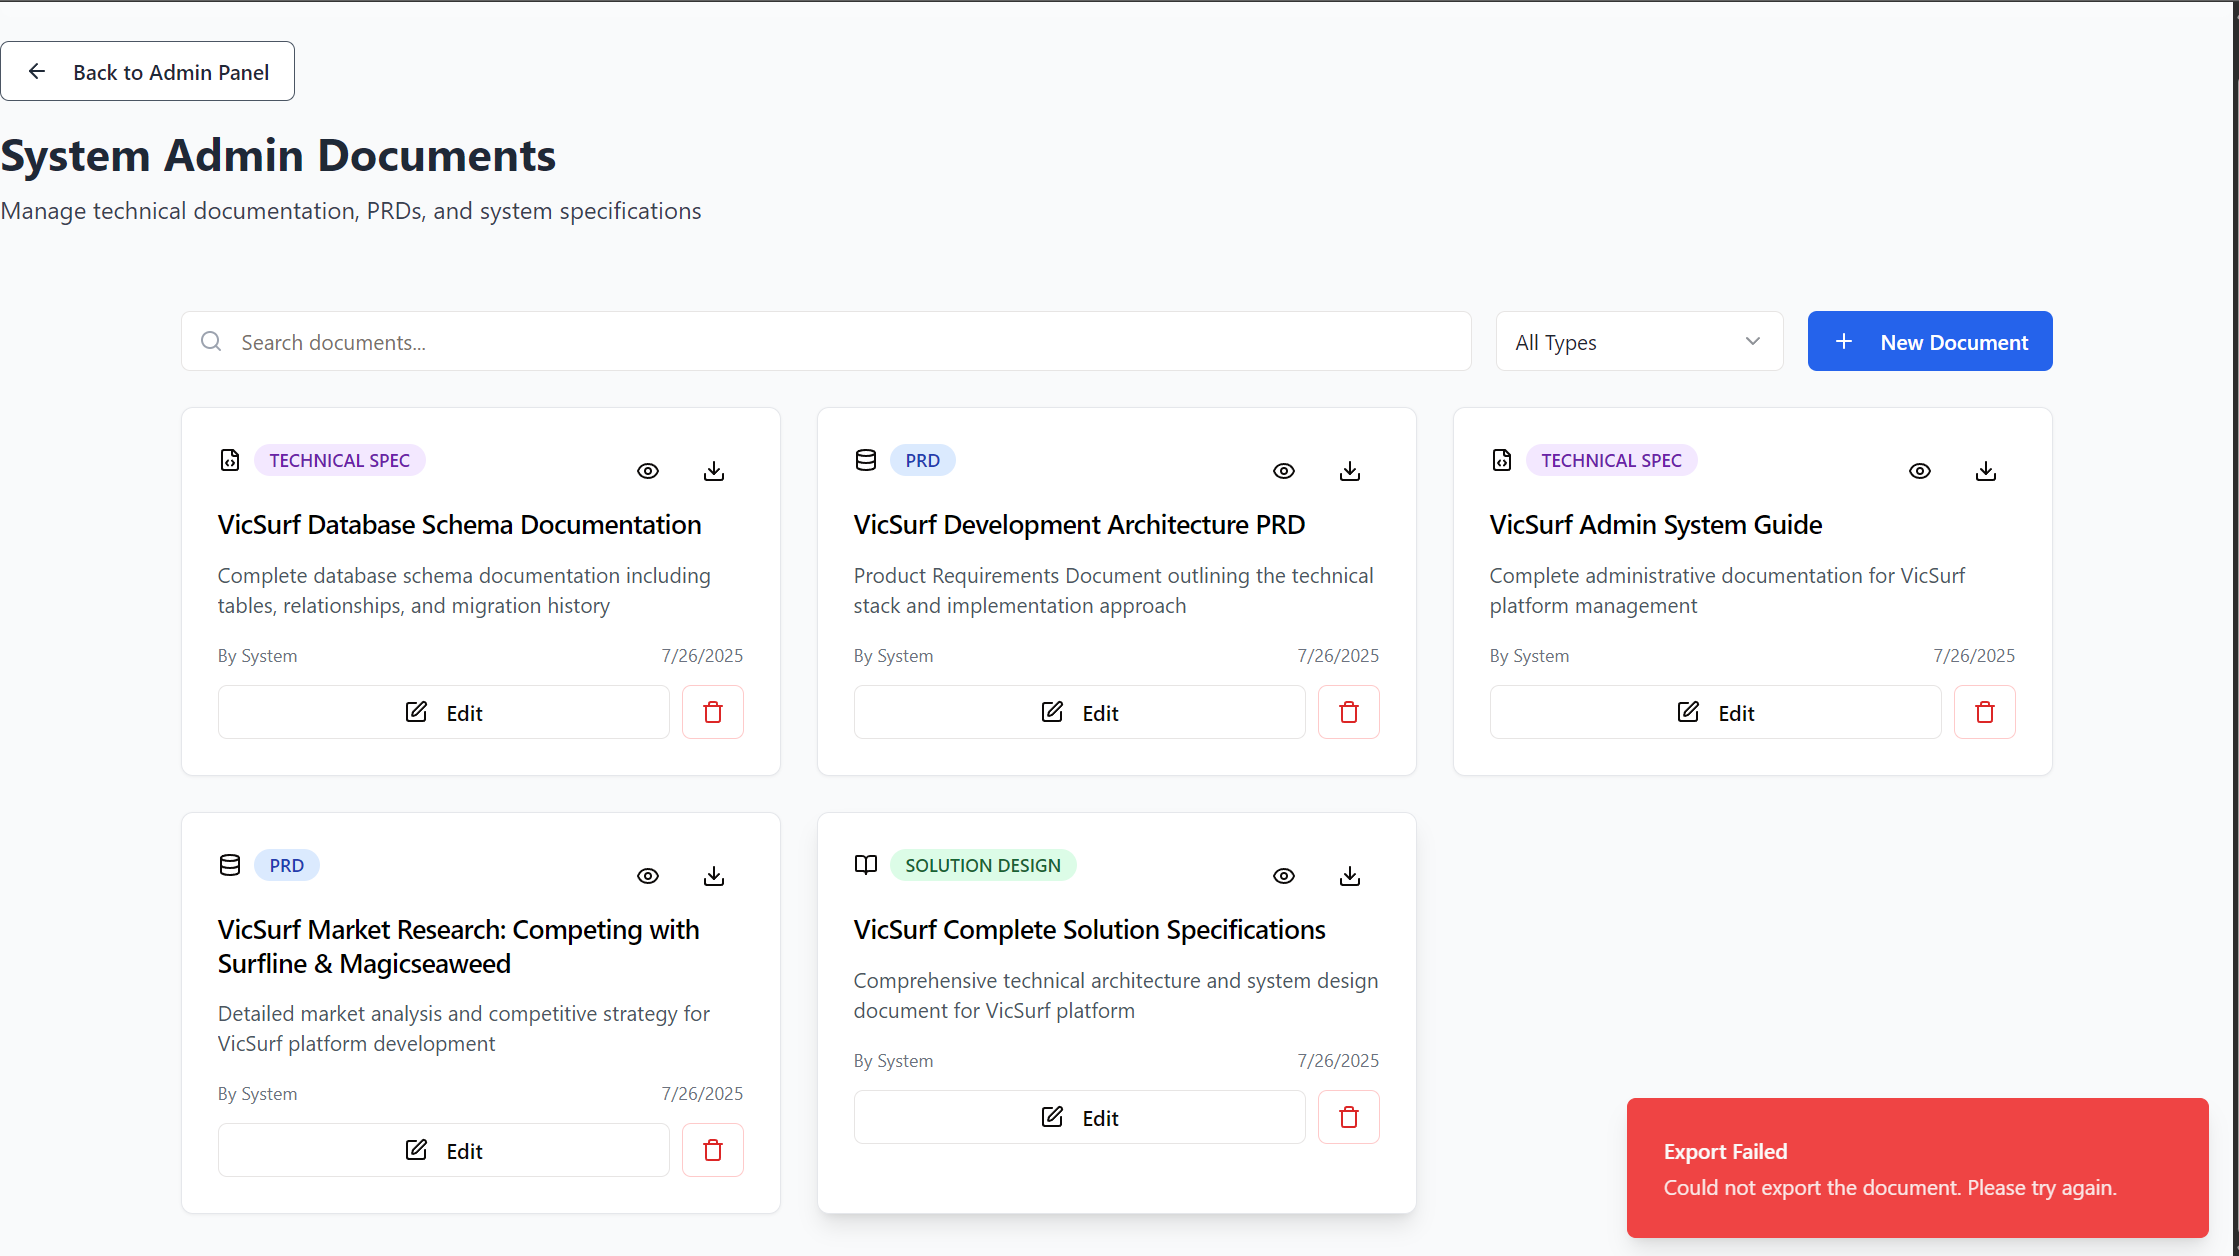 Back to Admin Panel
System Admin Documents
Manage technical documentation, PRDs, and system specifications
Search documents...
All Types
New Document
TECHNICAL SPEC
VicSurf Database Schema Documentation
Complete database schema documentation including
tables, relationships, and migration history
By System
7/26/2025
Edit
PRD
VicSurf Development Architecture PRD
Product Requirements Document outlining the technical
stack and implementation approach
By System
7/26/2025
Edit
TECHNICAL SPEC
VicSurf Admin System Guide
Complete administrative documentation for VicSurf
platform management
By System
7/26/2025
Edit
PRD
VicSurf Market Research: Competing with
Surfline & Magicseaweed
Detailed market analysis and competitive strategy for
VicSurf platform development
By System
7/26/2025
Edit
SOLUTION DESIGN
VicSurf Complete Solution Specifications
Comprehensive technical architecture and system design
document for VicSurf platform
By System
7/26/2025
Edit
Export Failed
Could not export the document. Please try again.